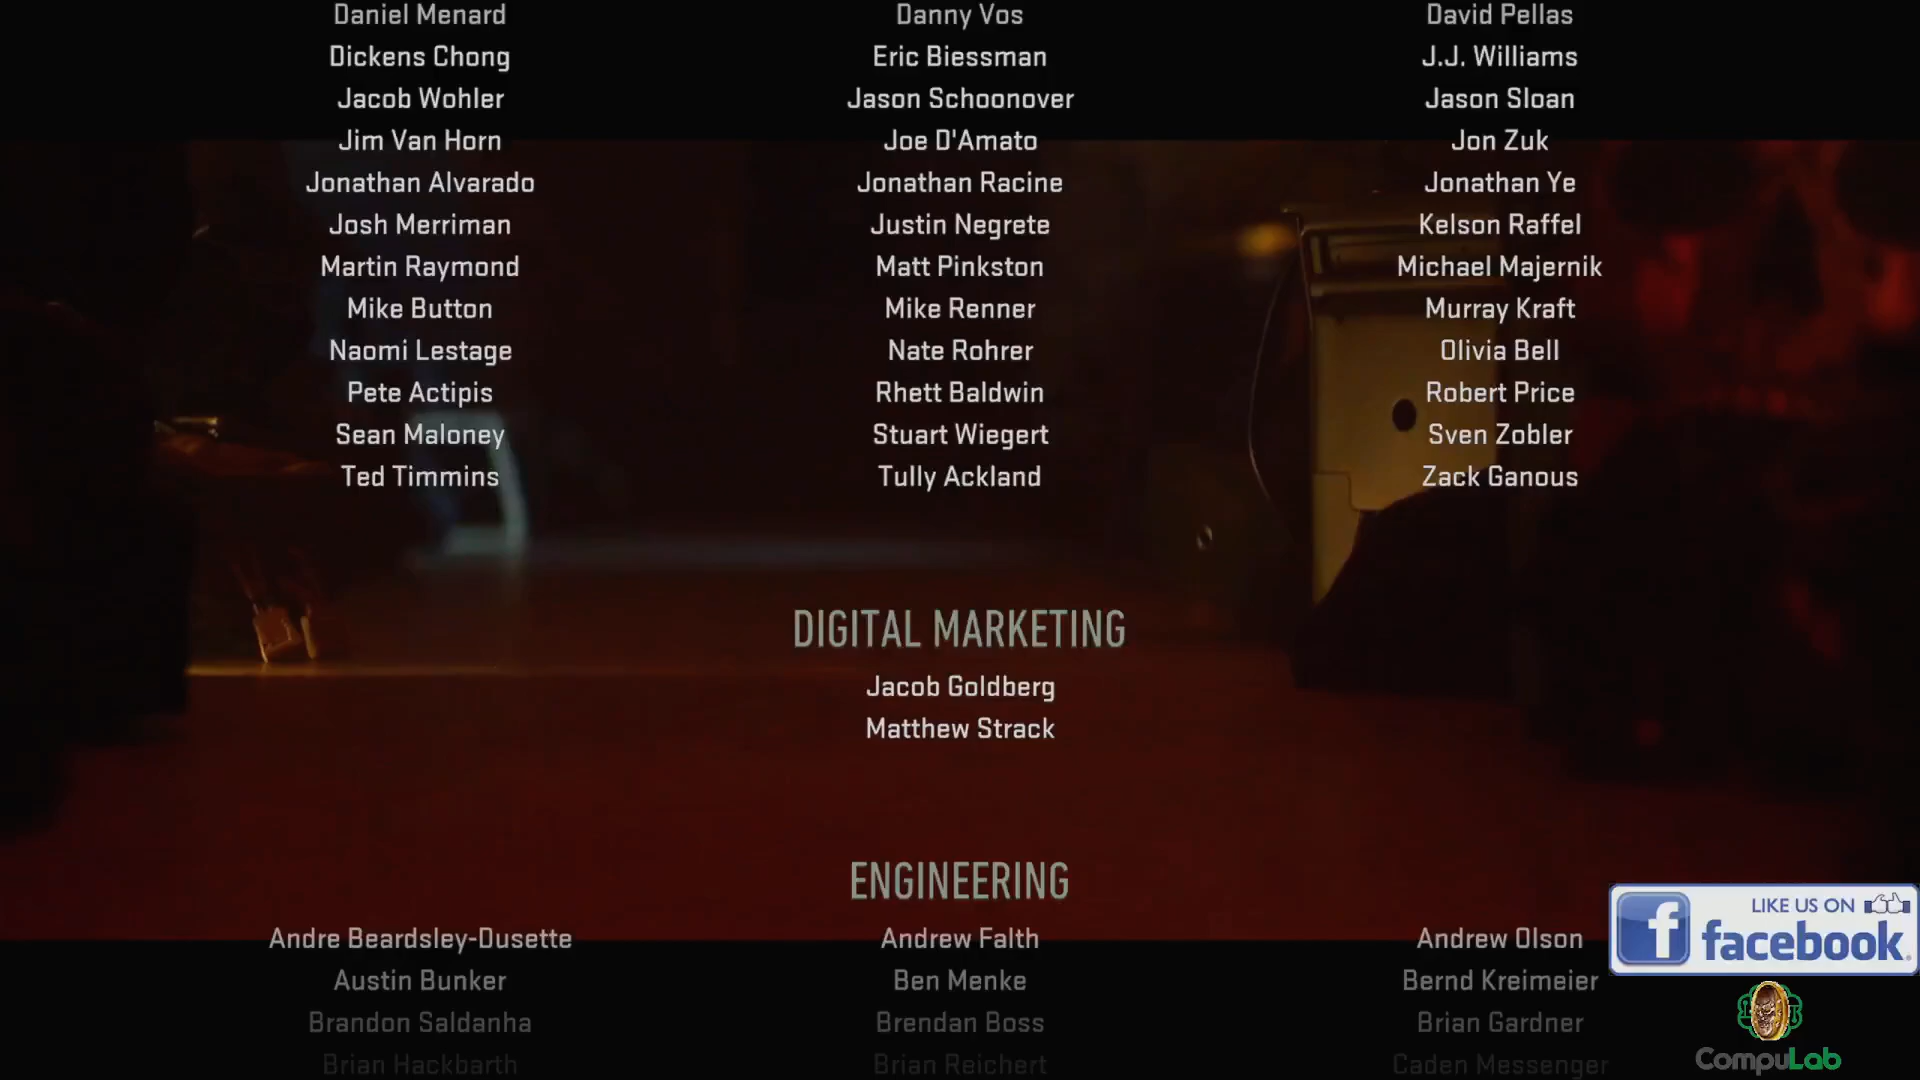 Daniel Menard Danny Vos David Pellas
Dickens Chong Eric Biessman J.J. Williams
Jacob Wohler Jason Schoonover Jason Sloan
Jim Van Horn Joe D'Amato Jon Zuk
Jonathan Alvarado Jonathan Racine Jonathan Ye
Josh Merriman Justin Negrete Kelson Raffel
Martin Raymond Matt Pinkston Michael Majernik
Mike Button Mike Renner Murray Kraft
Naomi Lestage Nate Rohrer Olivia Bell
Pete Actipis Rhett Baldwin Robert Price
Sean Maloney Stuart Wiegert Sven Zobler
Ted Timmins Tully Ackland Zack Ganous
DIGITAL MARKETING
Jacob Goldberg
Matthew Strack
ENGINEERING
Andre Beardsley-Dusette Andrew Falth Andrew Olson
Austin Bunker Ben Menke Bernd Kreimeier
Brandon Saldanha Brendan Boss Brian Gardner
Brian Hackbarth Brian Reichert Caden Messenger
LIKE US ON
facebook
CompuLab